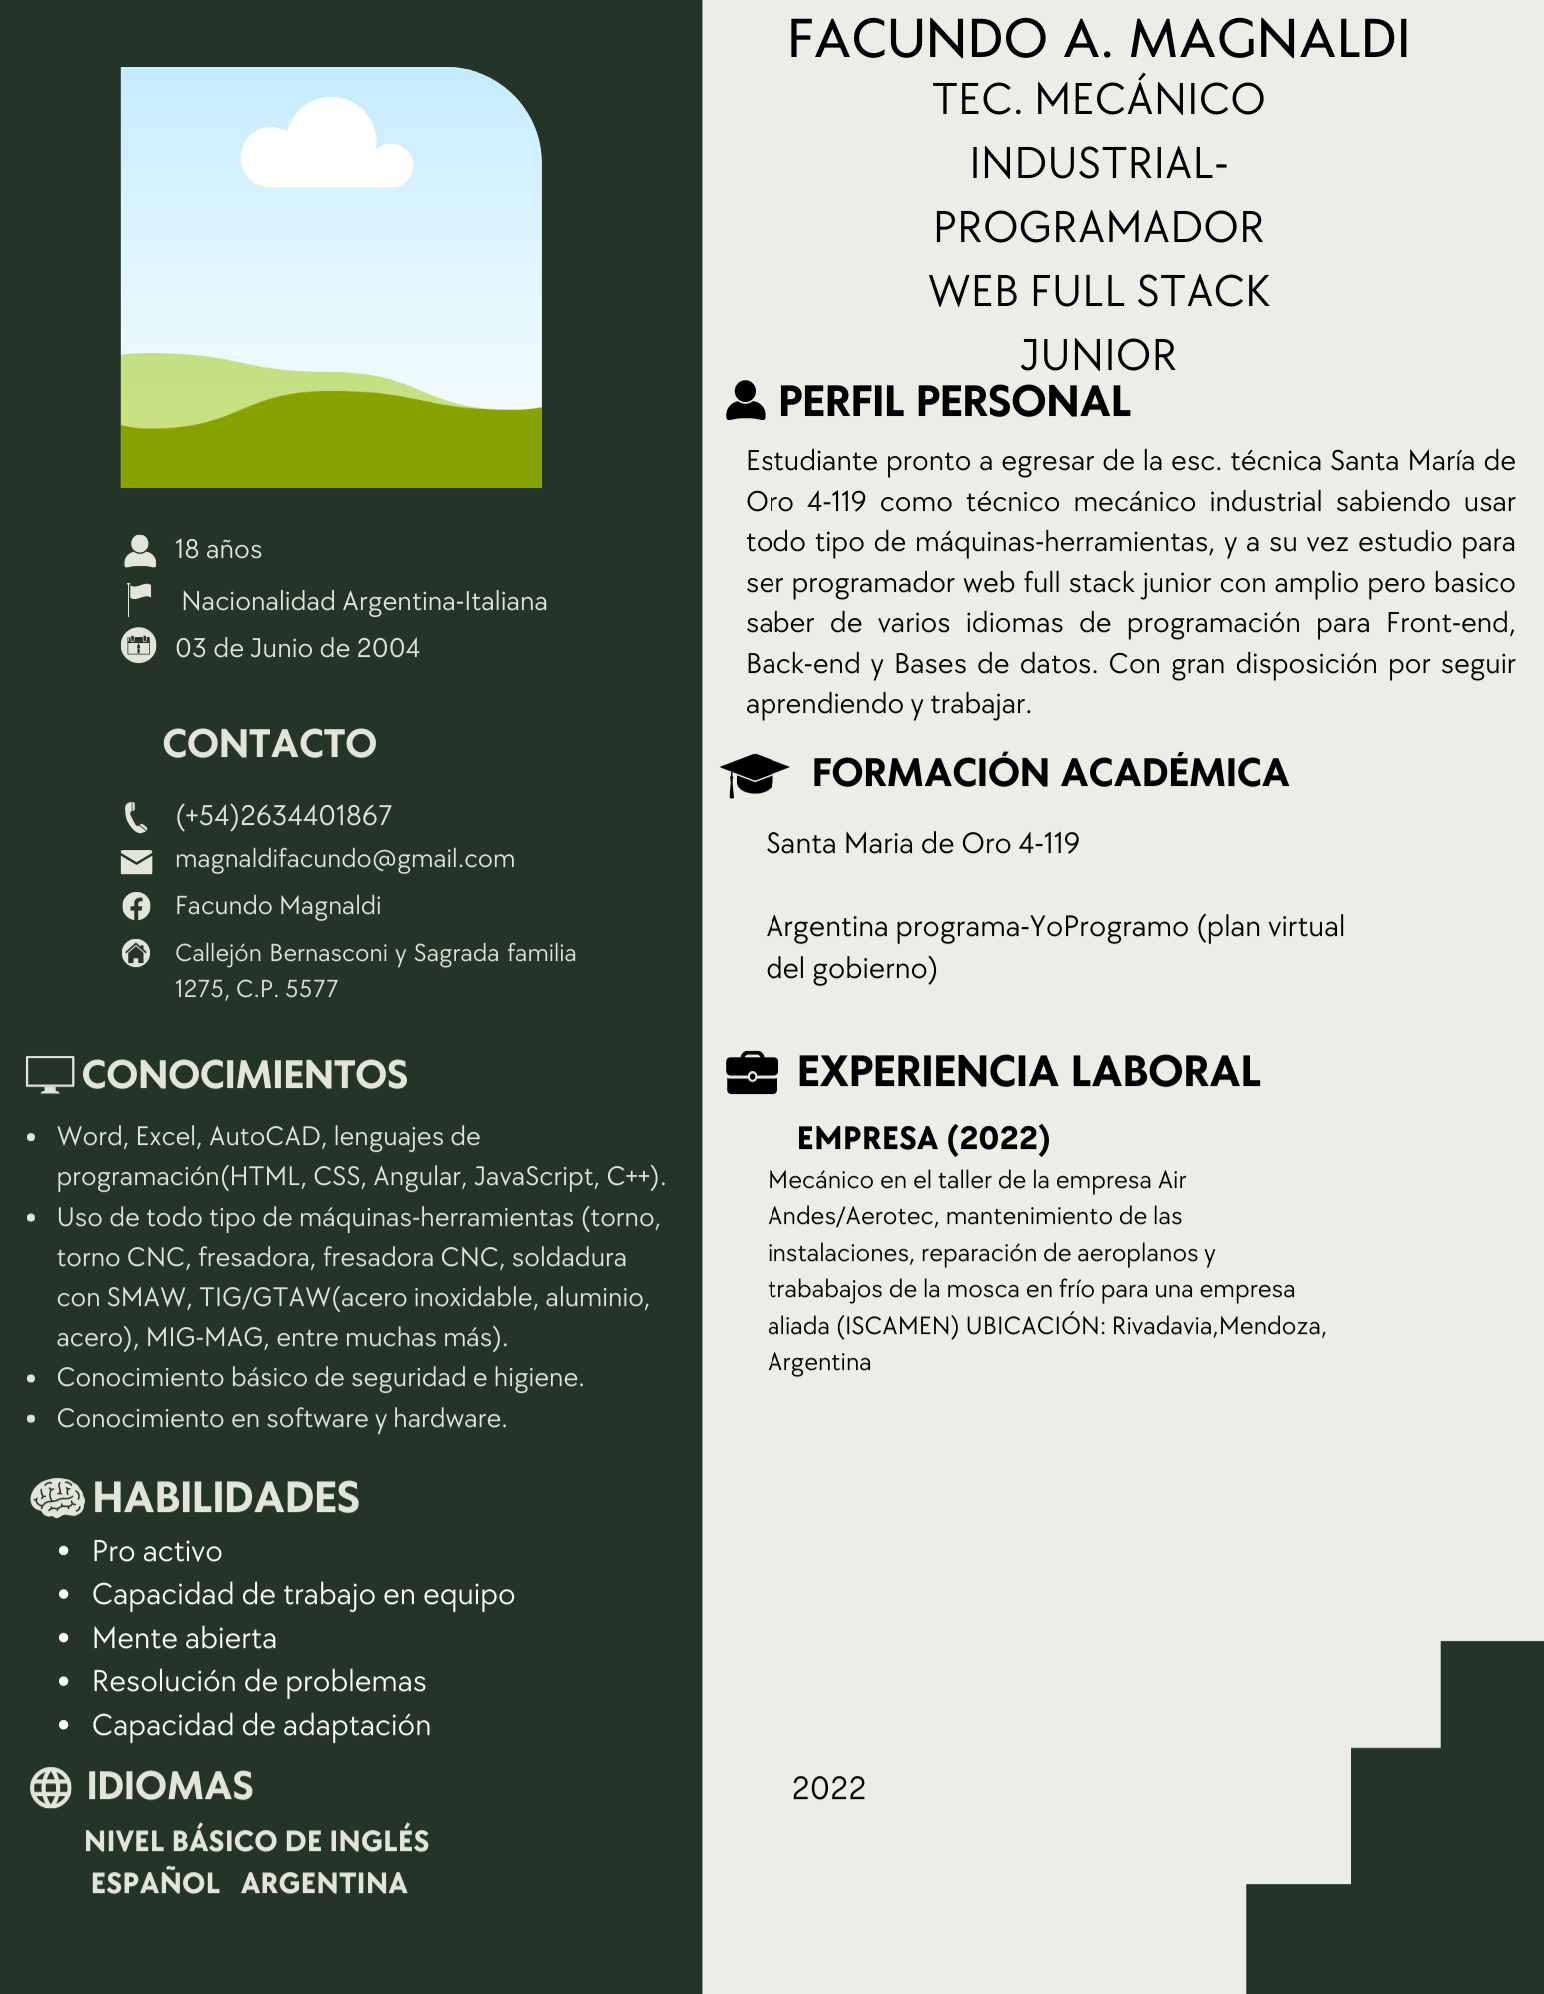 18 años
Nacionalidad Argentina-Italiana
03 de Junio de 2004
CONTACTO
(+54)2634401867
magnaldifacundo@gmail.com
Facundo Magnaldi
Callejón Bernasconi y Sagrada familia
1275, C.P. 5577
CONOCIMIENTOS
• Word, Excel, AutoCAD, lenguajes de
programación(HTML, CSS, Angular, JavaScript, C++).
• Uso de todo tipo de máquinas-herramientas (torno,
torno CNC, fresadora, fresadora CNC, soldadura
con SMAW, TIG/GTAW(acero inoxidable, aluminio,
acero), MIG-MAG, entre muchas más).
• Conocimiento básico de seguridad e higiene.
• Conocimiento en software y hardware.
HABILIDADES
• Pro activo
• Capacidad de trabajo en equipo
• Mente abierta
• Resolución de problemas
• Capacidad de adaptación
IDIOMAS
NIVEL BÁSICO DE INGLÉS
ESPAÑOL ARGENTINA
FACUNDO A. MAGNALDI
TEC. MECÁNICO
INDUSTRIAL-
PROGRAMADOR
WEB FULL STACK
JUNIOR
PERFIL PERSONAL
Estudiante pronto a egresar de la esc. técnica Santa María de
Oro 4-119 como técnico mecánico industrial sabiendo usar
todo tipo de máquinas-herramientas, y a su vez estudio para
ser programador web full stack junior con amplio pero basico
saber de varios idiomas de programación para Front-end,
Back-end y Bases de datos. Con gran disposición por seguir
aprendiendo y trabajar.
FORMACIÓN ACADÉMICA
Santa Maria de Oro 4-119
Argentina programa-YoProgramo (plan virtual
del gobierno)
EXPERIENCIA LABORAL
EMPRESA (2022)
Mecánico en el taller de la empresa Air
Andes/Aerotec, mantenimiento de las
instalaciones, reparación de aeroplanos y
trababajos de la mosca en frío para una empresa
aliada (ISCAMEN) UBICACIÓN: Rivadavia,Mendoza,
Argentina
2022